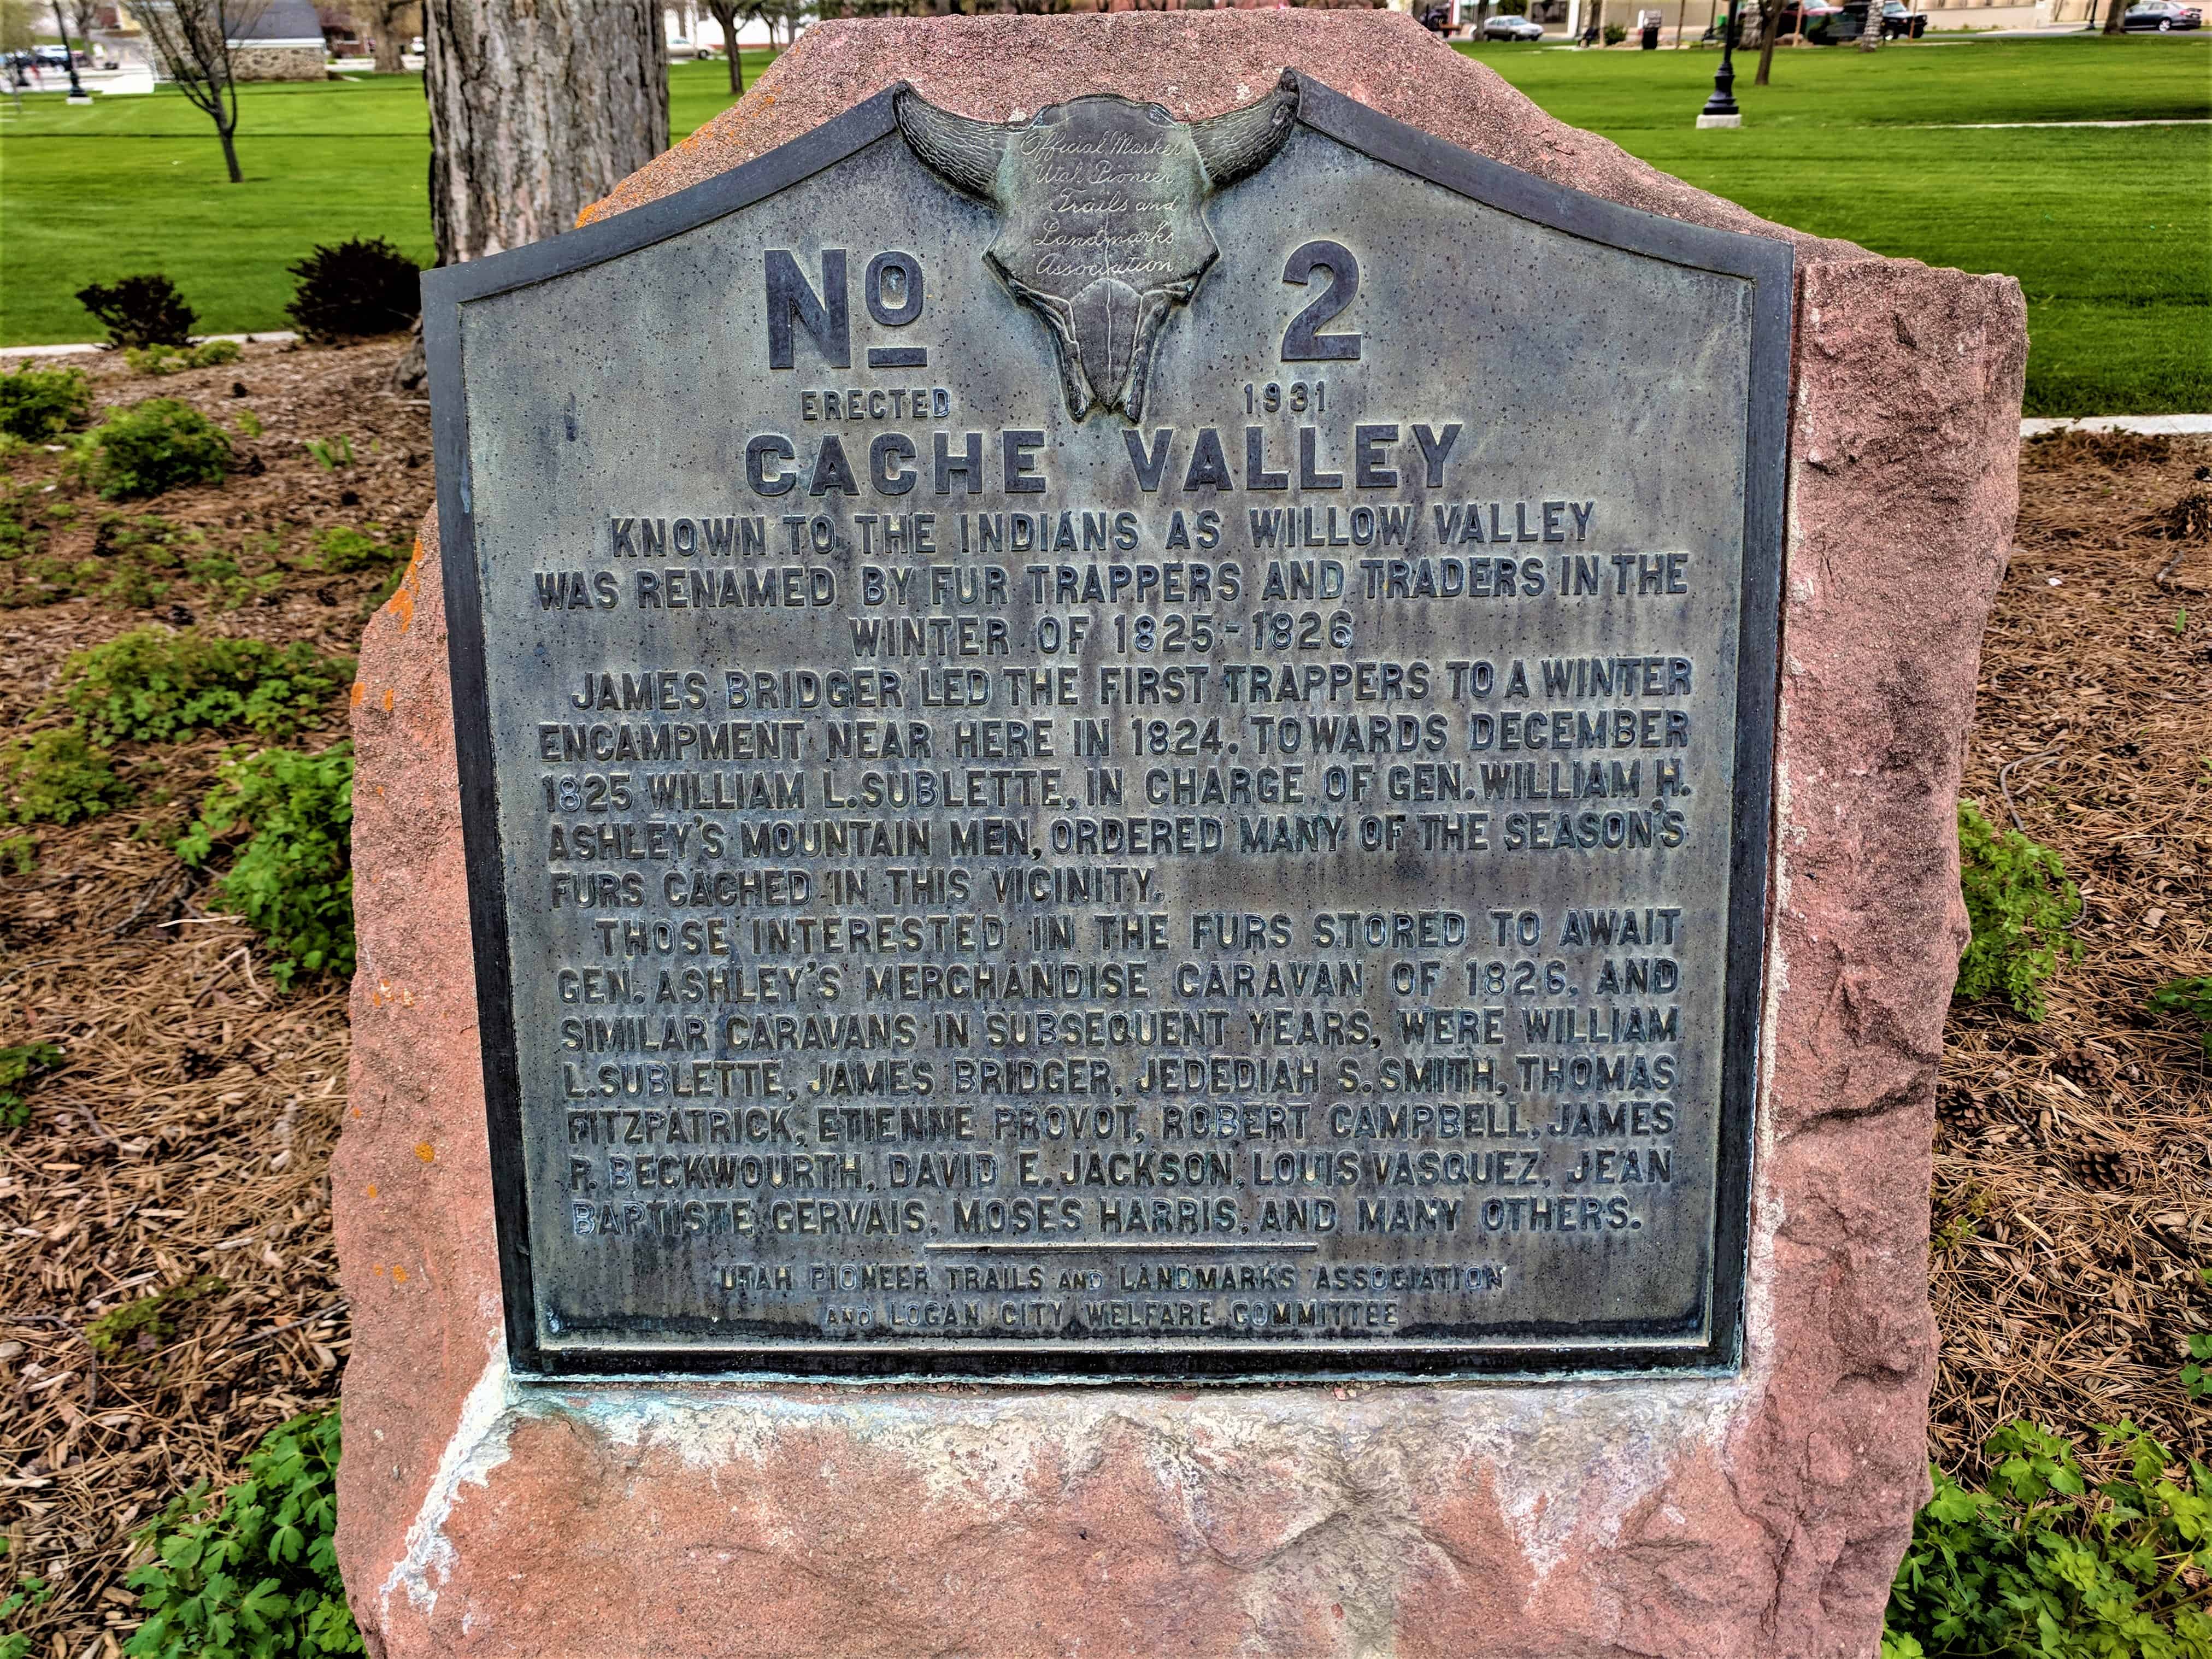 Official Marker
Utah Pioneer
Trails and
Landmarks
Association
No 2
ERECTED 1931
CACHE VALLEY
KNOWN TO THE INDIANS AS WILLOW VALLEY
WAS RENAMED BY FUR TRAPPERS AND TRADERS IN THE
WINTER OF 1825-1826
JAMES BRIDGER LED THE FIRST TRAPPERS TO A WINTER
ENCAMPMENT NEAR HERE IN 1824. TOWARDS DECEMBER
1825 WILLIAM L. SUBLETTE, IN CHARGE OF GEN. WILLIAM H.
ASHLEY'S MOUNTAIN MEN, ORDERED MANY OF THE SEASON'S
FURS CACHED IN THIS VICINITY.
THOSE INTERESTED IN THE FURS STORED TO AWAIT
GEN. ASHLEY'S MERCHANDISE CARAVAN OF 1826, AND
SIMILAR CARAVANS IN SUBSEQUENT YEARS, WERE WILLIAM
L. SUBLETTE, JAMES BRIDGER, JEDEDIAH S. SMITH, THOMAS
FITZPATRICK, ETIENNE PROVOT, ROBERT CAMPBELL, JAMES
P. BECKWOURTH, DAVID E. JACKSON, LOUIS VASQUEZ, JEAN
BAPTISTE GERVAIS, MOSES HARRIS, AND MANY OTHERS.
UTAH PIONEER TRAILS AND LANDMARKS ASSOCIATION
AND LOGAN CITY WELFARE COMMITTEE